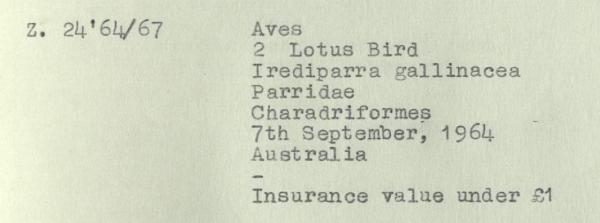 Z. 24'64/67 Aves
2 Lotus Bird
Irediparra gallinacea
Parridae
Charadriformes
7th September, 1964
Australia
-
Insurance value under £1